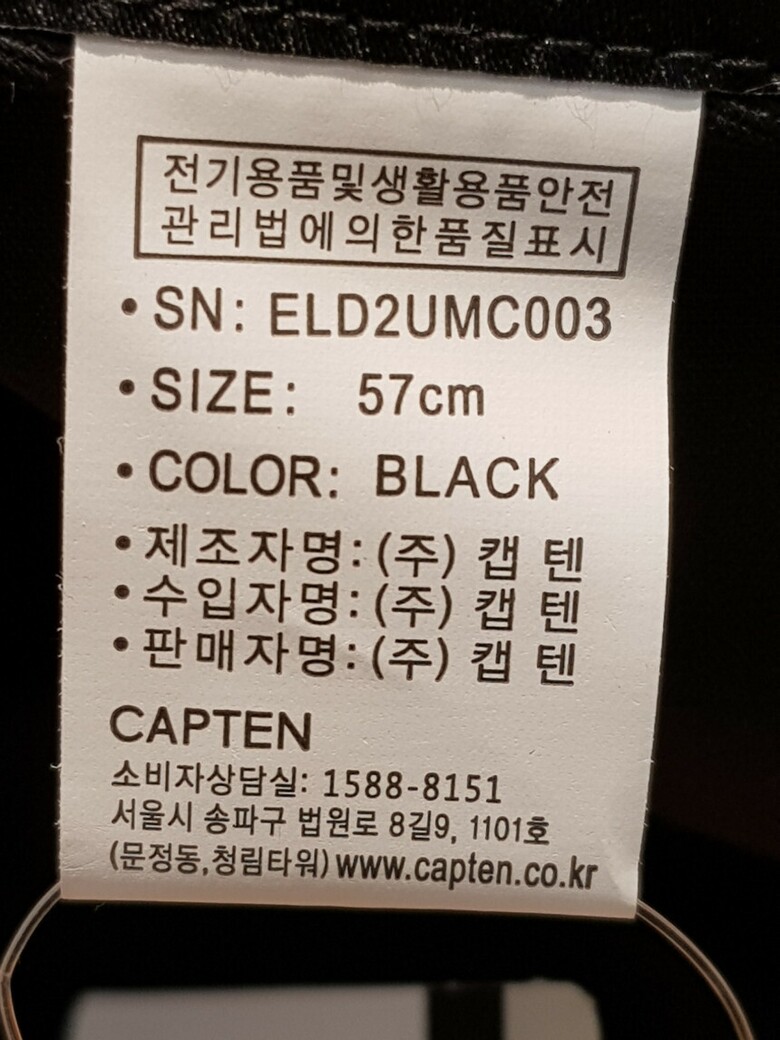 전기용품및생활용품안전
관리법에의한품질표시
• SN: ELD2UMC003
• SIZE: 57cm
• COLOR: BLACK
• 제조자명: (주) 캡 텐
• 수입자명: (주) 캡 텐
• 판매자명: (주) 캡 텐
CAPTEN
소비자상담실: 1588-8151
서울시 송파구 법원로 8길9, 1101호
(문정동,청림타워) www.capten.co.kr